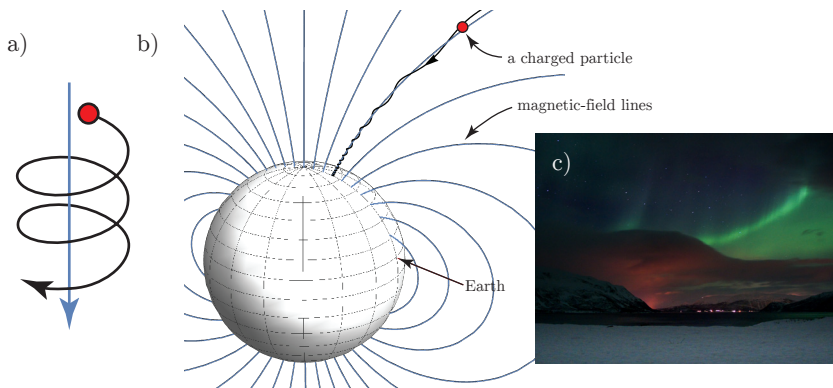 a)
b)
a charged particle
magnetic-field lines
c)
Earth